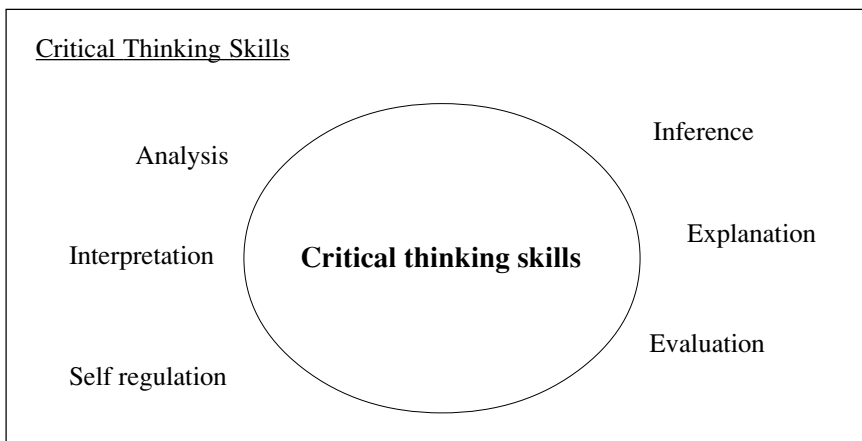 Critical Thinking Skills
Inference
Analysis
Explanation
Interpretation
Critical thinking skills
Evaluation
Self regulation